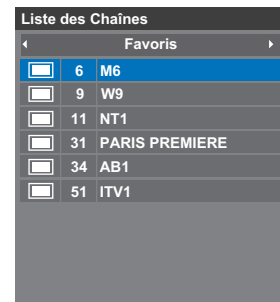 Liste des Chaînes
Favoris
6 M6
9 W9
11 NT1
31 PARIS PREMIERE
34 AB1
51 ITV1